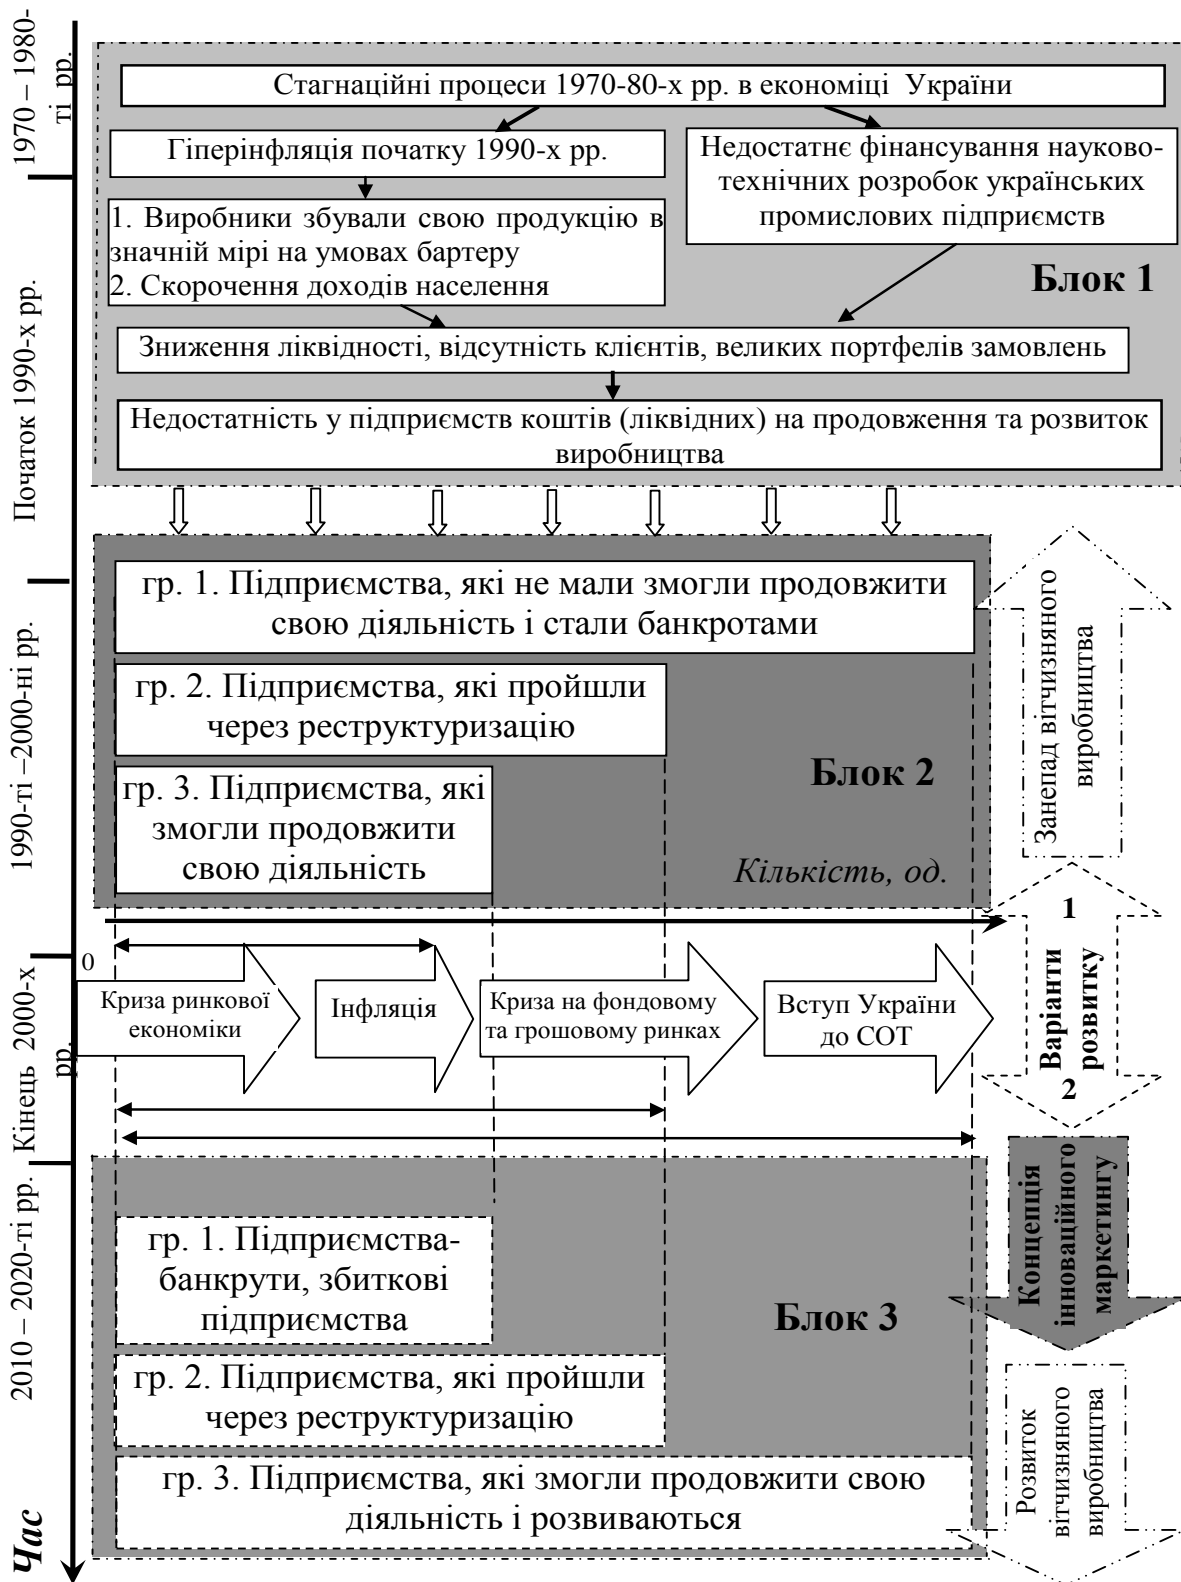 1970 – 1980-
ті рр.
Стагнаційні процеси 1970-80-х рр. в економіці України
Гіперінфляція початку 1990-х рр.
Недостатнє фінансування науково-
технічних розробок українських
промислових підприємств
1. Виробники збували свою продукцію в
значній мірі на умовах бартеру
2. Скорочення доходів населення
Блок 1
Початок 1990-х рр.
Зниження ліквідності, відсутність клієнтів, великих портфелів замовлень
Недостатність у підприємств коштів (ліквідних) на продовження та розвиток
виробництва
1990-ті –2000-ні рр.
гр. 1. Підприємства, які не мали змогли продовжити
свою діяльність і стали банкротами
гр. 2. Підприємства, які пройшли
через реструктуризацію
гр. 3. Підприємства, які
змогли продовжити
свою діяльність
Блок 2
Кількість, од.
Занепад вітчизняного
виробництва
0
Кінець 2000-х
рр.
Криза ринкової
економіки
Інфляція
Криза на фондовому
та грошовому ринках
Вступ України
до СОТ
1
Варіанти
розвитку
2
2010 – 2020-ті рр.
гр. 1. Підприємства-
банкрути, збиткові
підприємства
гр. 2. Підприємства, які пройшли
через реструктуризацію
гр. 3. Підприємства, які змогли продовжити свою
діяльність і розвиваються
Блок 3
Концепція
інноваційного
маркетингу
Розвиток
вітчизняного
виробництва
Час